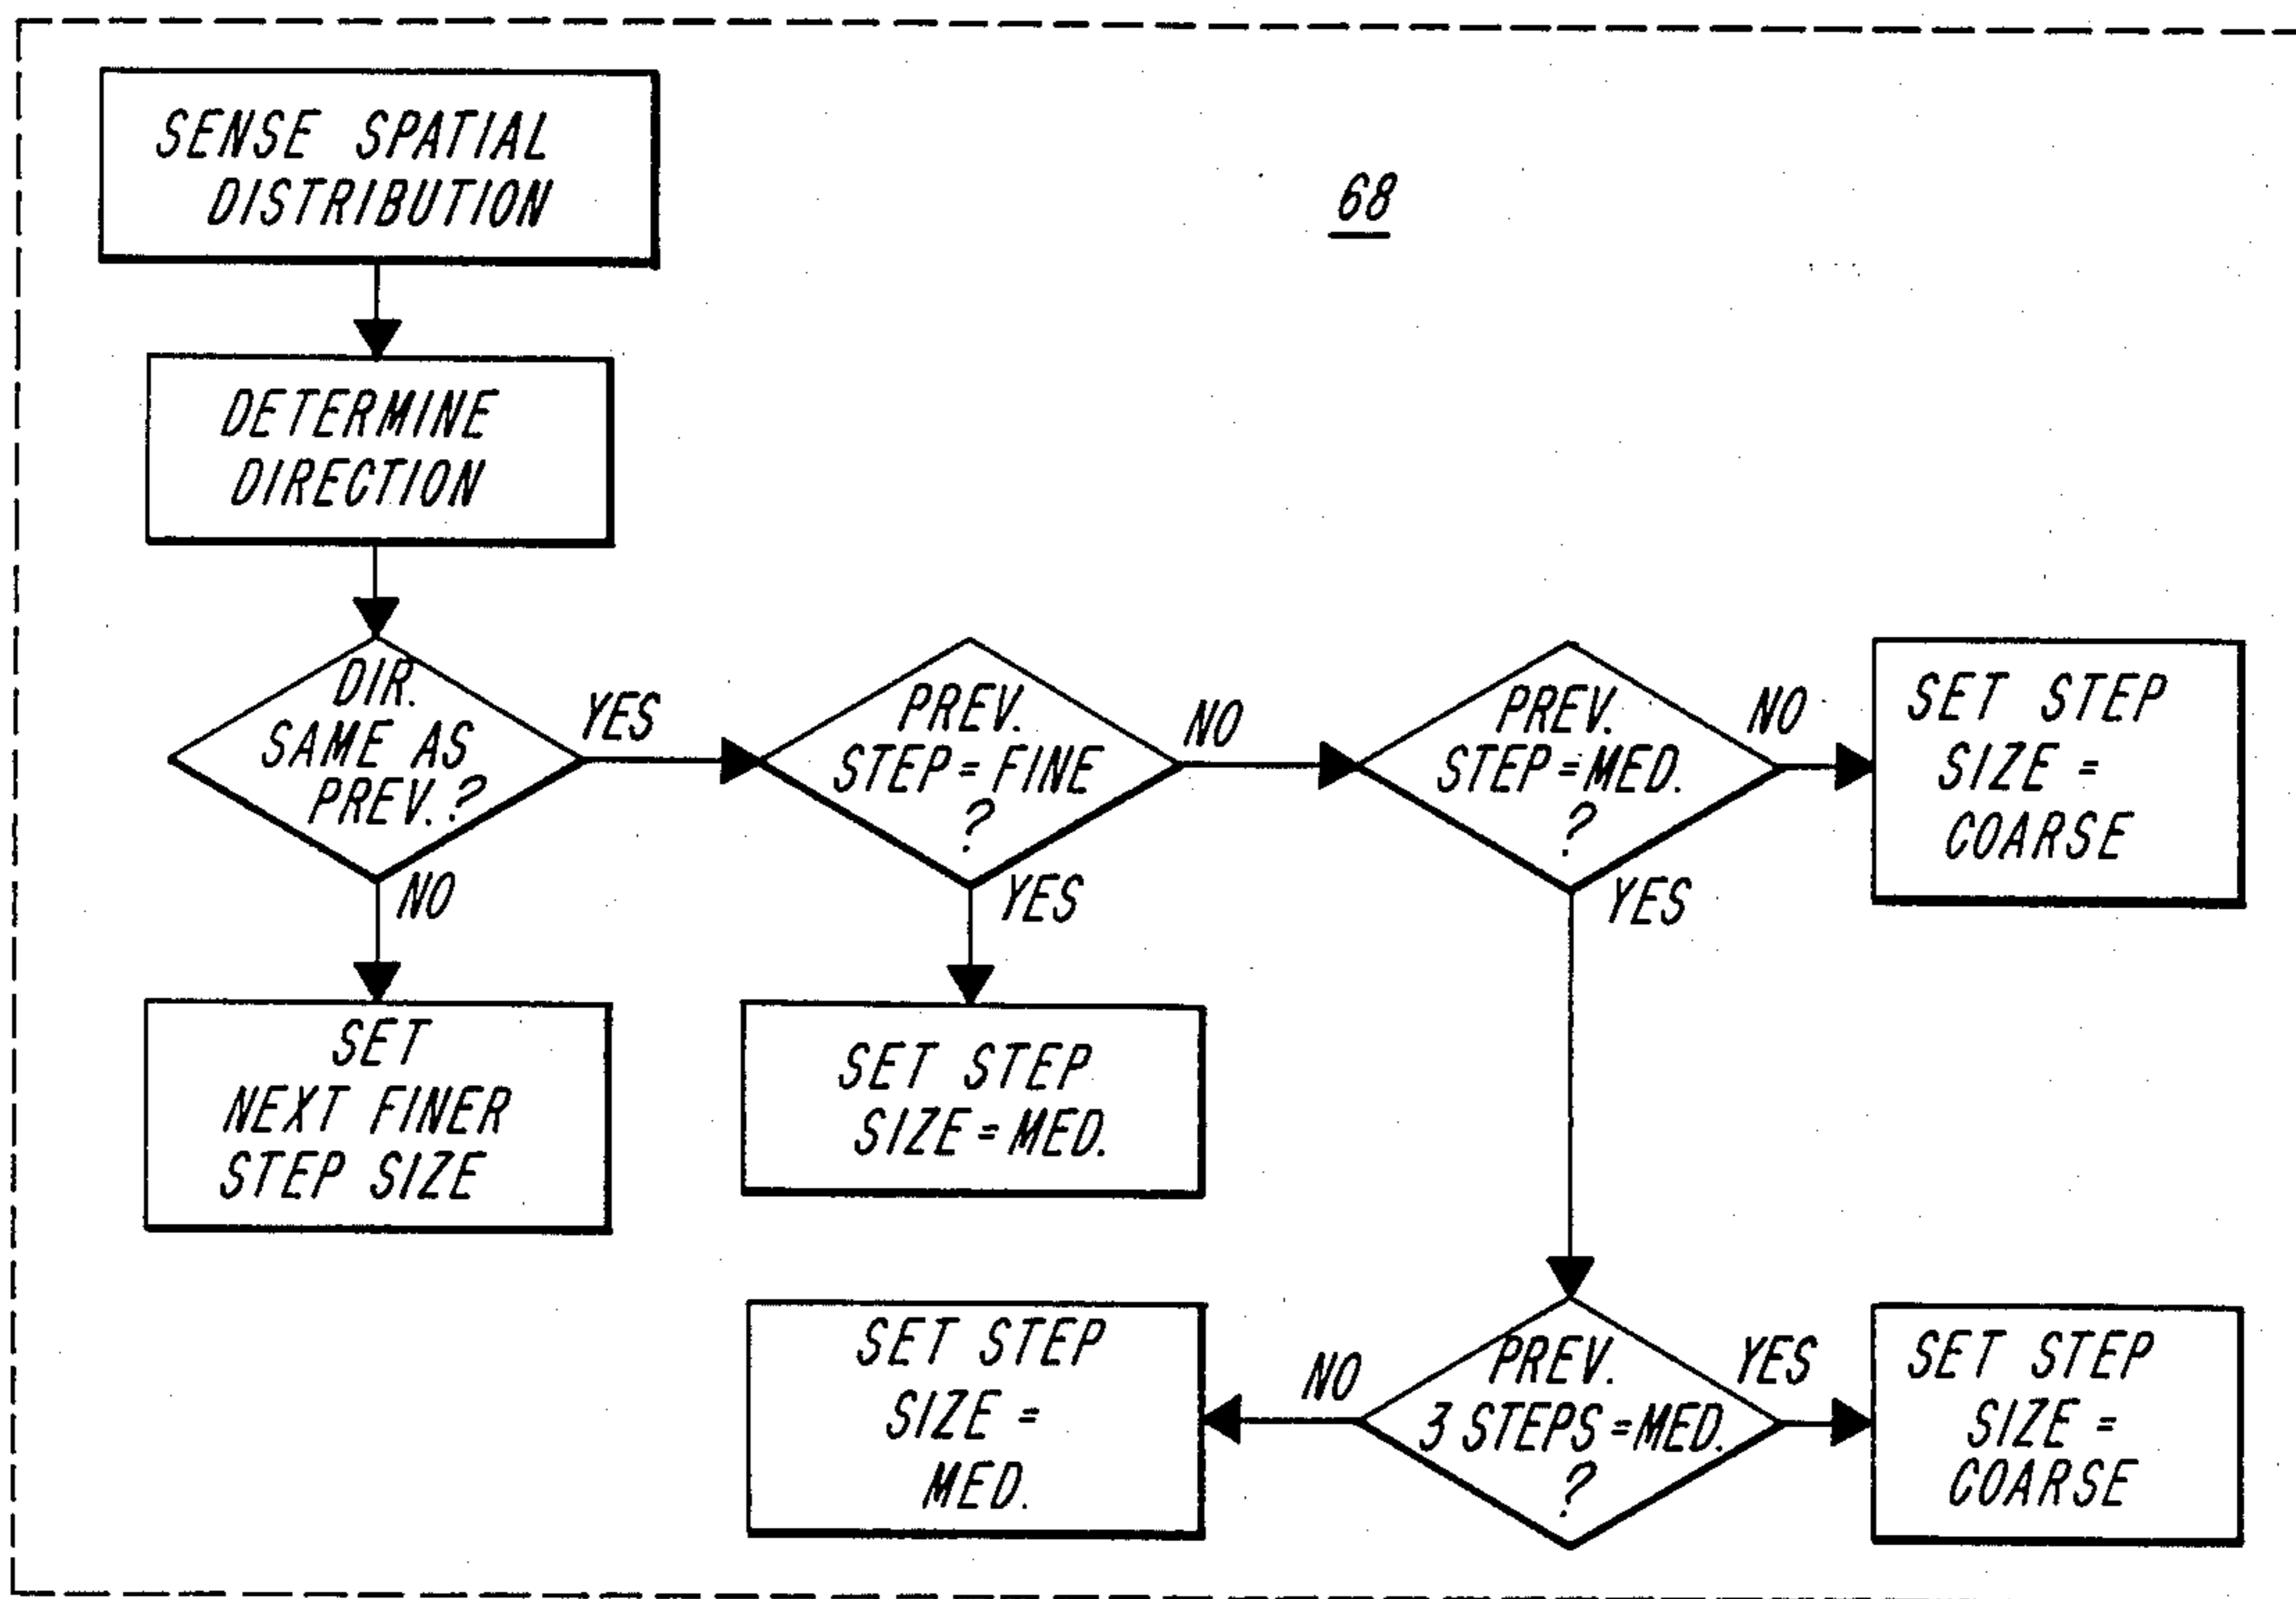 SENSE SPATIAL
DISTRIBUTION
68
DETERMINE
DIRECTION
DIR.
SAME AS
PREV.?
YES
NO
PREV.
STEP=FINE
?
NO
YES
PREV.
STEP=MED.
?
NO
YES
SET STEP
SIZE =
COARSE
SET
NEXT FINER
STEP SIZE
SET STEP
SIZE=MED.
SET STEP
SIZE =
MED.
NO
PREV.
3 STEPS=MED.
?
YES
SET STEP
SIZE =
COARSE